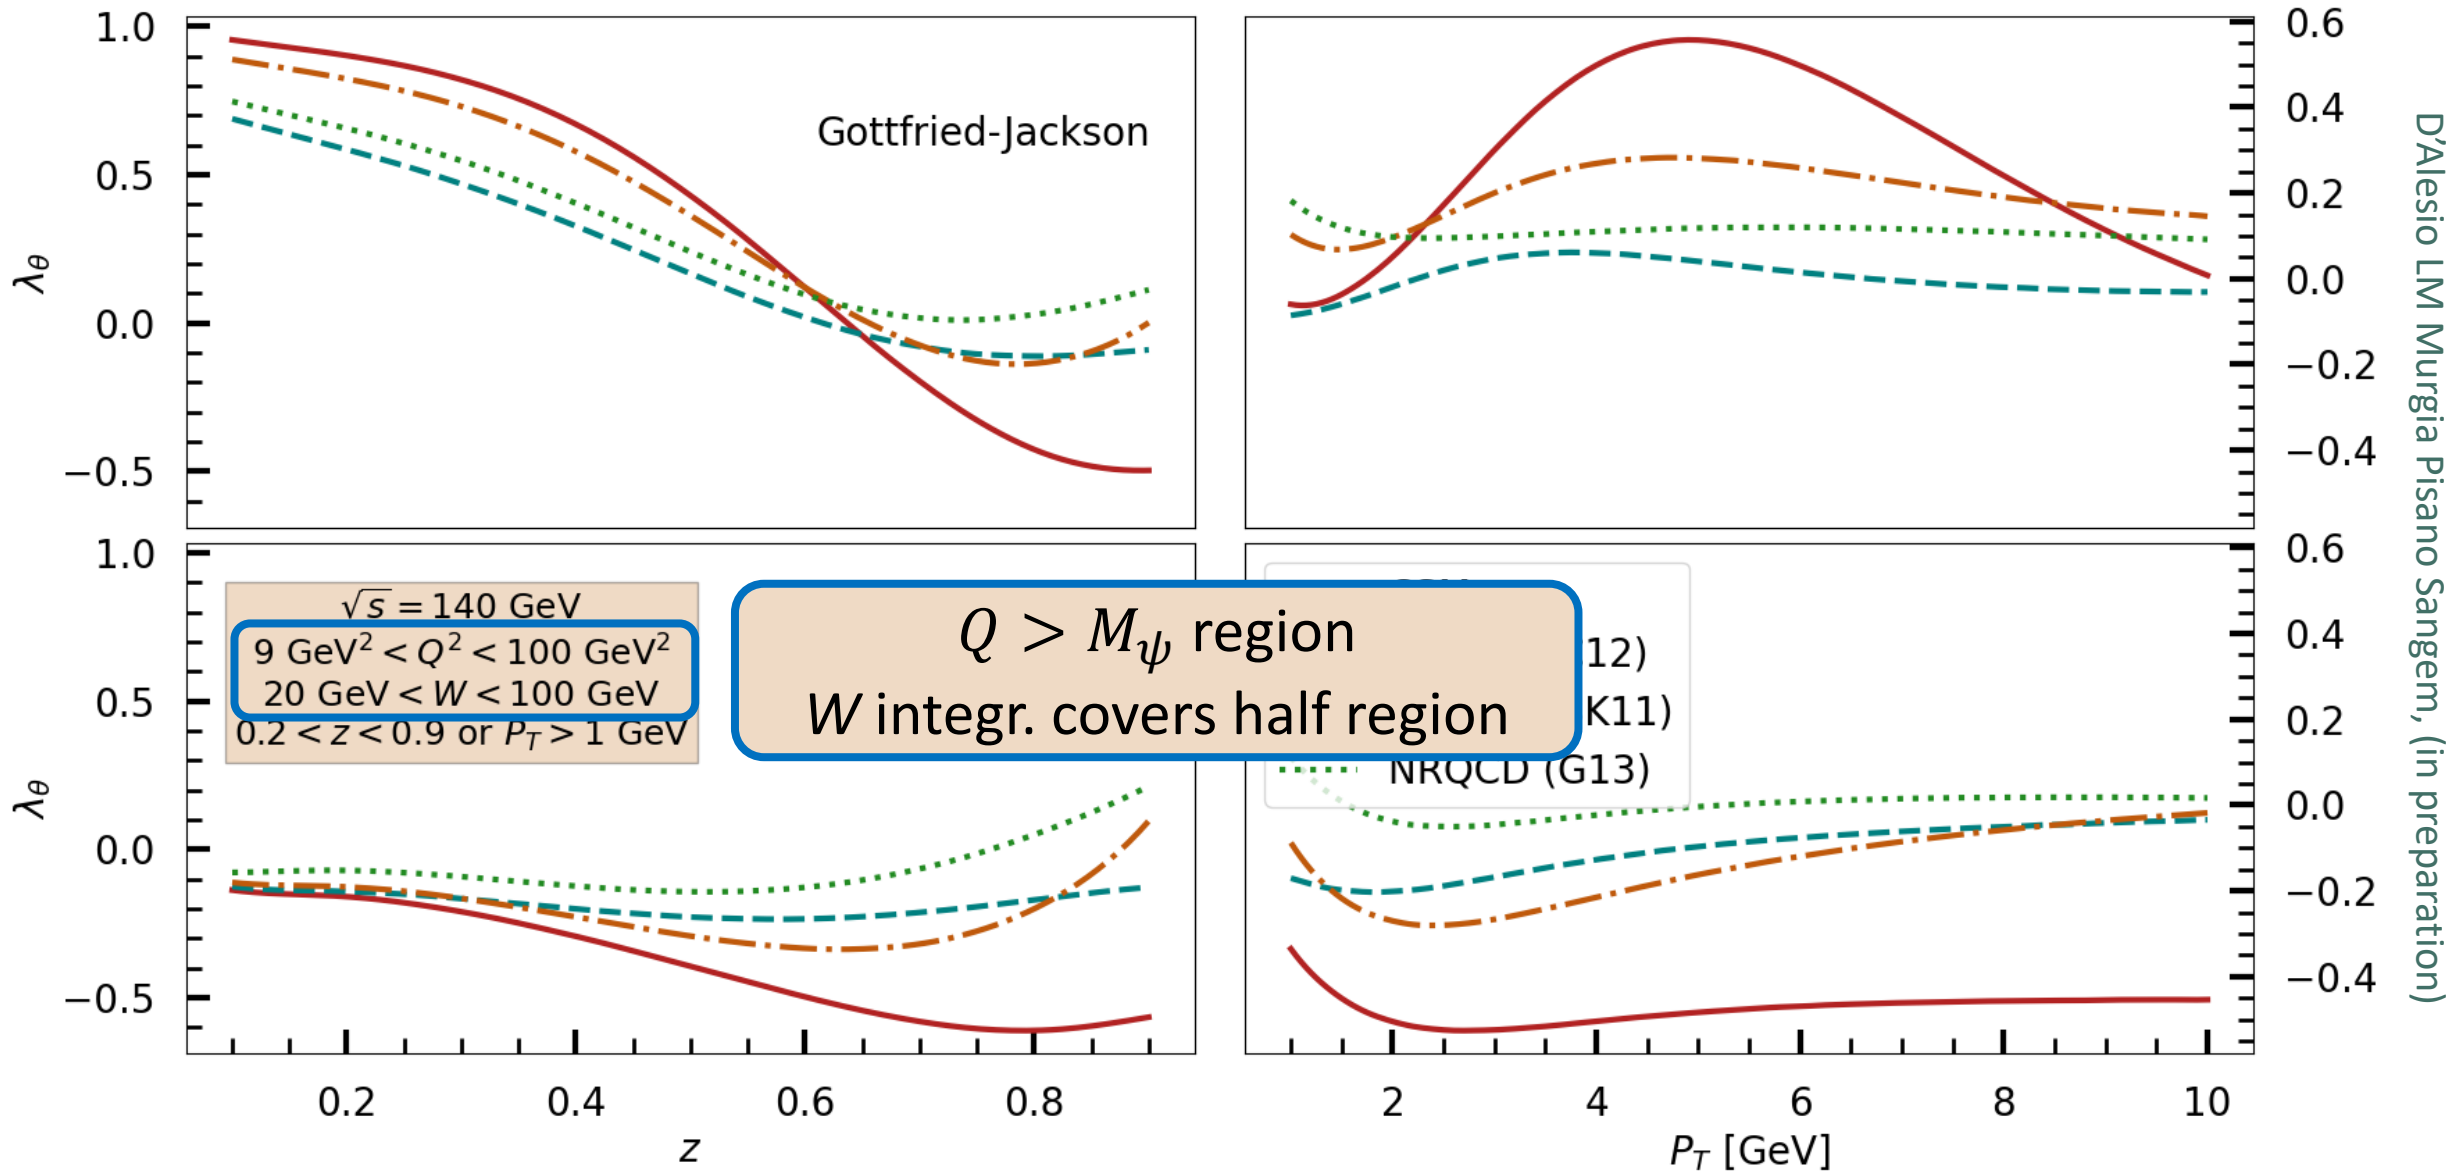 1.0
0.5
0.0
−0.5
λθ
Gottfried-Jackson
0.6
0.4
0.2
0.0
−0.2
−0.4
1.0
0.5
0.0
−0.5
λθ
√s = 140 GeV
9 GeV² < Q² < 100 GeV²
20 GeV < W < 100 GeV
0.2 < z < 0.9 or P_T > 1 GeV
Q > M_ψ region
W integr. covers half region
12)
K11)
NRQCD (G13)
0.6
0.4
0.2
0.0
−0.2
−0.4
0.2 0.4 0.6 0.8
z
2 4 6 8 10
P_T [GeV]
D’Alesio LM Murgia Pisano Sangem, (in preparation)